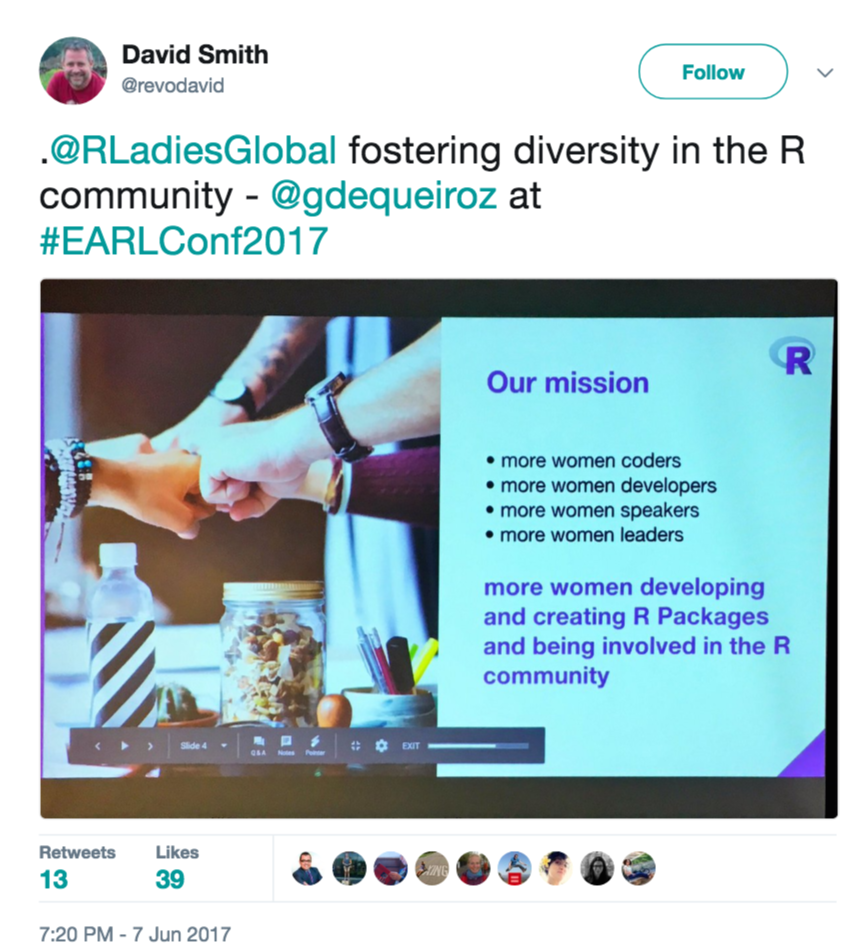 David Smith
@revodavid
Follow
.@RLadiesGlobal fostering diversity in the R
community - @gdequeiroz at
#EARLConf2017
R
Our mission
• more women coders
• more women developers
• more women speakers
• more women leaders
more women developing
and creating R Packages
and being involved in the R
community
Slide 4
Q&A Notes Pointer
EXIT
Retweets Likes
13 39
7:20 PM - 7 Jun 2017